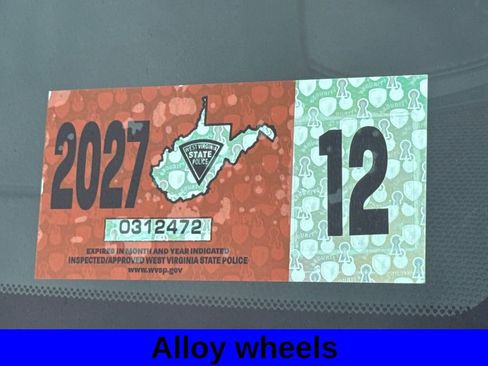 2027
WEST VIRGINIA
STATE
POLICE
0312472
EXPIRES IN MONTH AND YEAR INDICATED
INSPECTED/APPROVED WEST VIRGINIA STATE POLICE
www.wvsp.gov
12
Alloy wheels